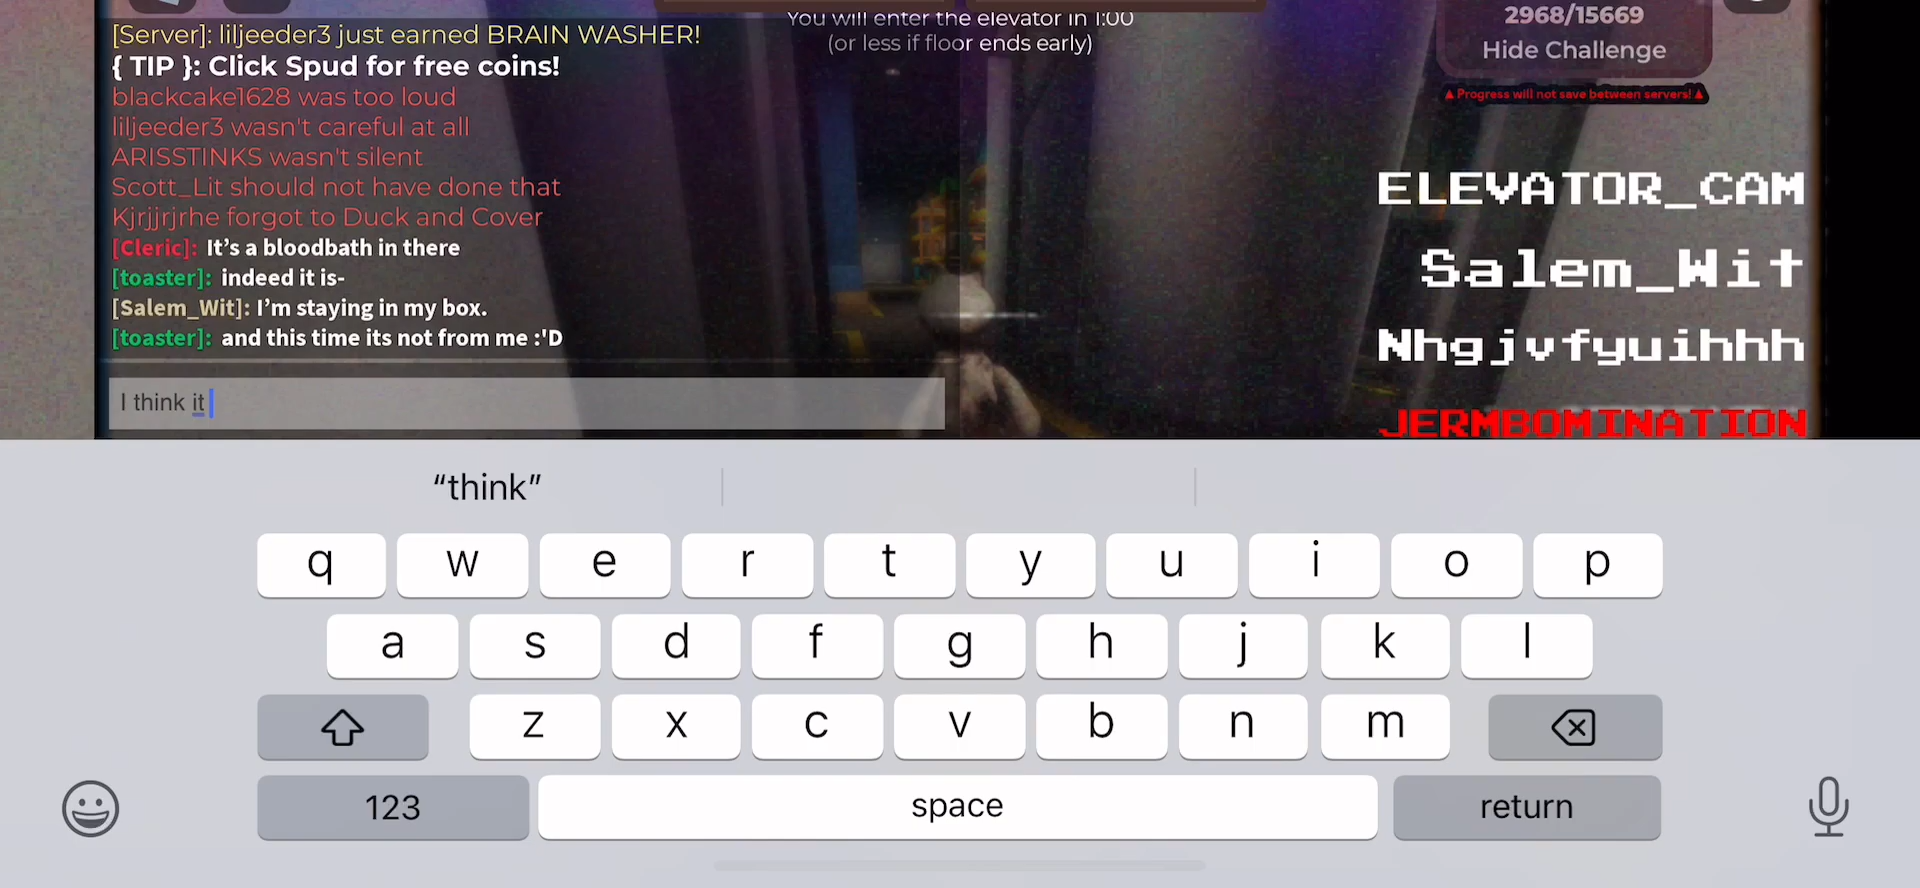 You will enter the elevator in 1:00
(or less if floor ends early)
2968/15669
Hide Challenge
▲ Progress will not save between servers! ▲
[Server]: liljeeder3 just earned BRAIN WASHER!
{ TIP }: Click Spud for free coins!
blackcake1628 was too loud
liljeeder3 wasn't careful at all
ARISSTINKS wasn't silent
Scott_Lit should not have done that
Kjrjjrjrhe forgot to Duck and Cover
[Cleric]: It’s a bloodbath in there
[toaster]: indeed it is-
[Salem_Wit]: I’m staying in my box.
[toaster]: and this time its not from me :'D
I think it
ELEVATOR_CAM
Salem_Wit
Nhgjvfyuihhh
JERMBOMINATION
“think”
q w e r t y u i o p
a s d f g h j k l
z x c v b n m
123 space return